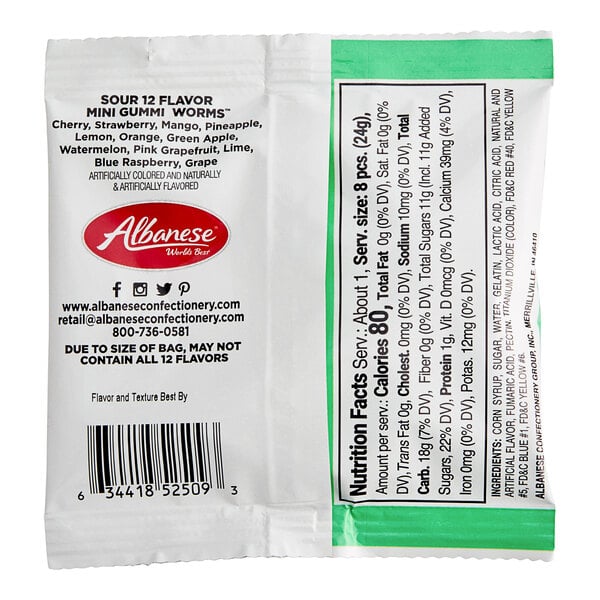 SOUR 12 FLAVOR
MINI GUMMI WORMS™
Cherry, Strawberry, Mango, Pineapple,
Lemon, Orange, Green Apple,
Watermelon, Pink Grapefruit, Lime,
Blue Raspberry, Grape
ARTIFICIALLY COLORED AND NATURALLY
& ARTIFICIALLY FLAVORED
Albanese
World's Best
www.albaneseconfectionery.com
retail@albaneseconfectionery.com
800-736-0581
DUE TO SIZE OF BAG, MAY NOT
CONTAIN ALL 12 FLAVORS
Flavor and Texture Best By
6 34418 52509 3
Nutrition Facts Serv.: About 1, Serv. size: 8 pcs. (24g),
Amount per serv.: Calories 80, Total Fat 0g (0% DV), Sat. Fat 0g (0%
DV), Trans Fat 0g, Cholest. 0mg (0% DV), Sodium 10mg (0% DV), Total
Carb. 18g (7% DV), Fiber 0g (0% DV), Total Sugars 11g (Incl. 11g Added
Sugars, 22% DV), Protein 1g, Vit. D 0mcg (0% DV), Calcium 39mg (4% DV),
Iron 0mg (0% DV), Potas. 12mg (0% DV).
INGREDIENTS: CORN SYRUP, SUGAR, WATER, GELATIN, LACTIC ACID, CITRIC ACID, NATURAL AND
ARTIFICIAL FLAVOR, FUMARIC ACID, PECTIN, TITANIUM DIOXIDE (COLOR), FD&C RED #40, FD&C YELLOW
#5, FD&C BLUE #1, FD&C YELLOW #6.
ALBANESE CONFECTIONERY GROUP, INC., MERRILLVILLE, IN 46410